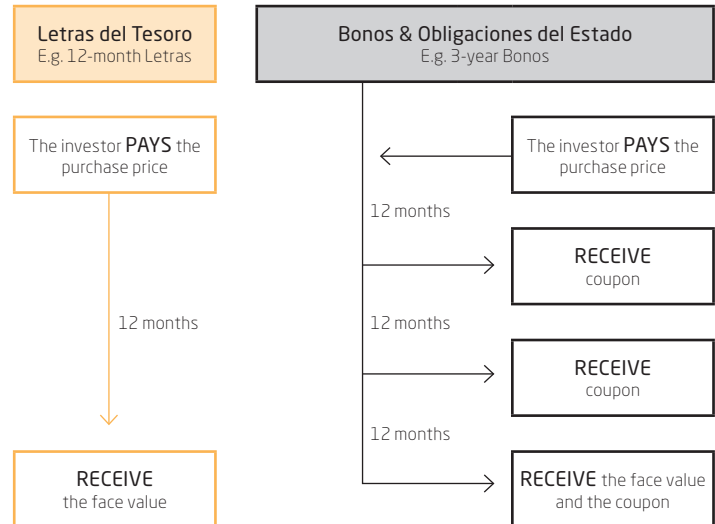 Letras del Tesoro
E.g. 12-month Letras
The investor PAYS the
purchase price
12 months
RECEIVE
the face value
Bonos & Obligaciones del Estado
E.g. 3-year Bonos
The investor PAYS the
purchase price
12 months
RECEIVE
coupon
12 months
RECEIVE
coupon
12 months
RECEIVE the face value
and the coupon